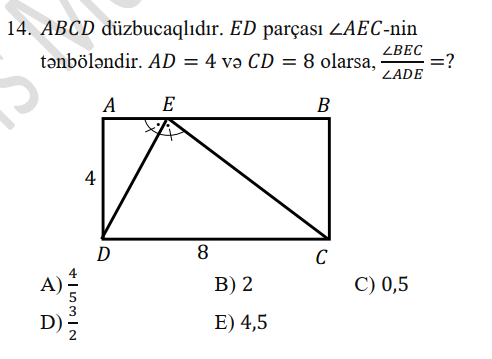 14. ABCD düzbucaqlıdır. ED parçası ∠AEC-nin
tənböləndir. AD = 4 və CD = 8 olarsa, ∠BEC/∠ADE =?
A E B
4
D 8 C
A) 4/5 B) 2 C) 0,5
D) 3/2 E) 4,5